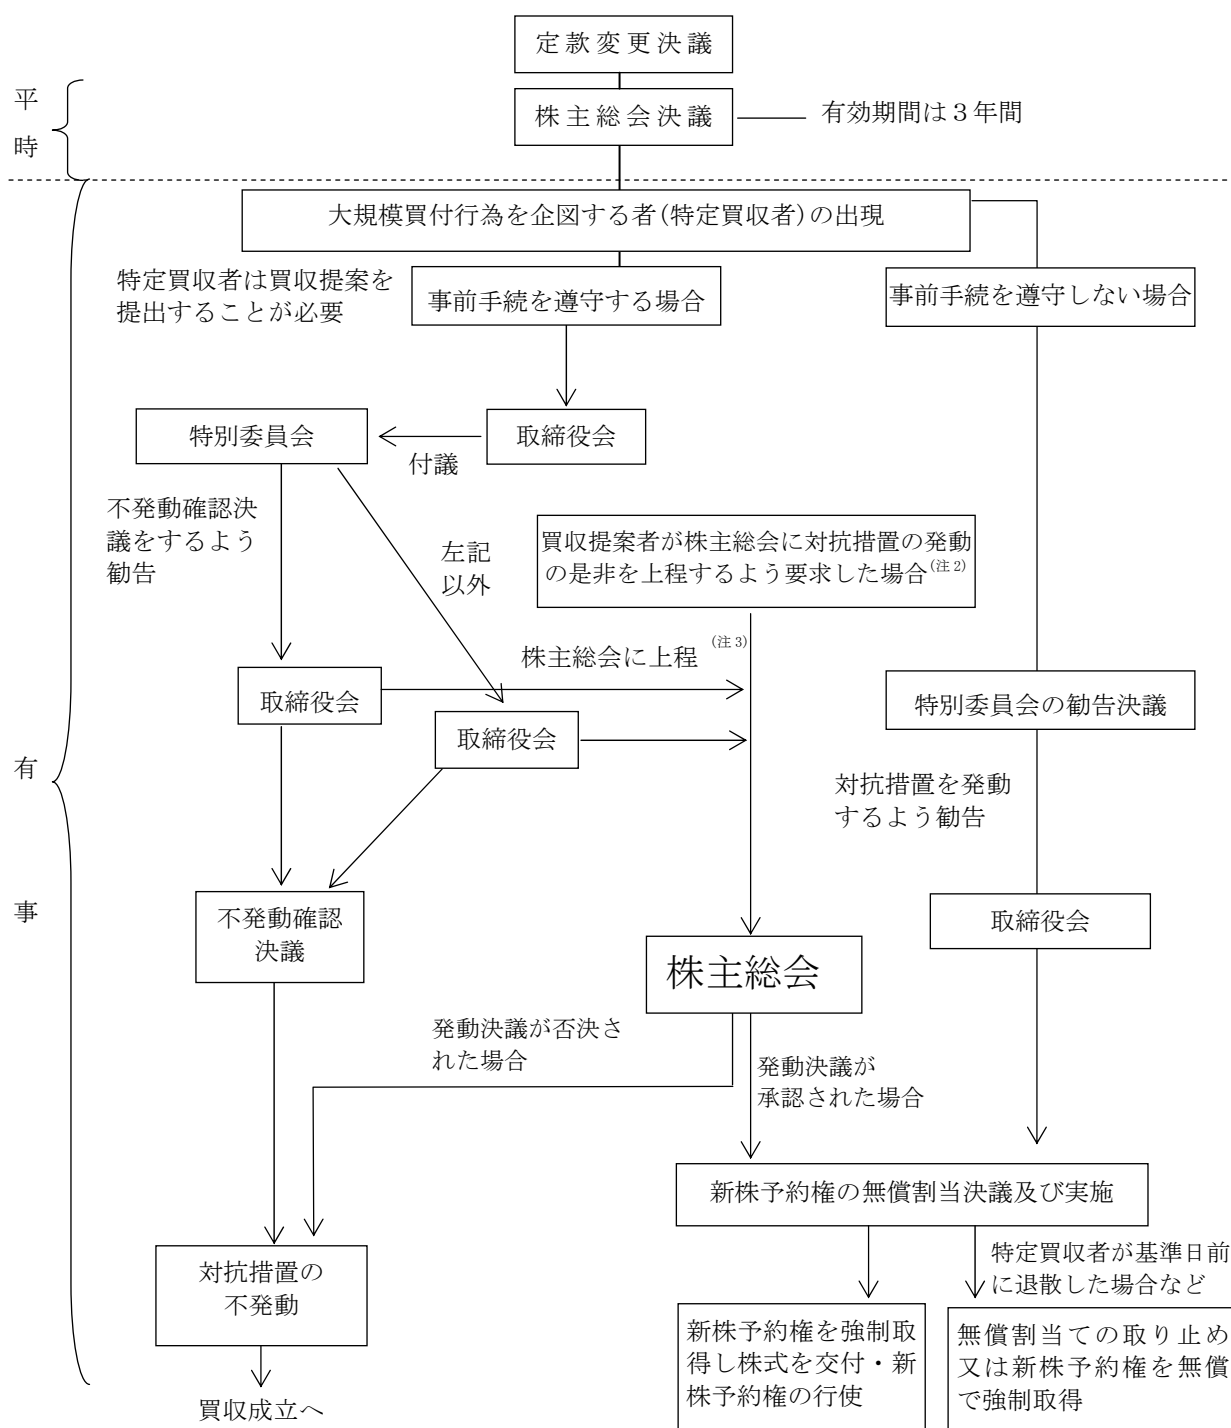 定款変更決議
平
時
株主総会決議
有効期間は３年間
大規模買付行為を企図する者(特定買収者)の出現
特定買収者は買収提案を
提出することが必要
事前手続を遵守する場合
事前手続を遵守しない場合
特別委員会
付議
取締役会
不発動確認決
議をするよう
勧告
左記
以外
買収提案者が株主総会に対抗措置の発動
の是非を上程するよう要求した場合(注2)
株主総会に上程(注3)
取締役会
取締役会
特別委員会の勧告決議
有
事
対抗措置を発動
するよう勧告
不発動確認
決議
取締役会
株主総会
発動決議が否決さ
れた場合
発動決議が
承認された場合
新株予約権の無償割当決議及び実施
対抗措置の
不発動
特定買収者が基準日前
に退散した場合など
新株予約権を強制取
得し株式を交付・新
株予約権の行使
無償割当ての取り止め
又は新株予約権を無償
で強制取得
買収成立へ